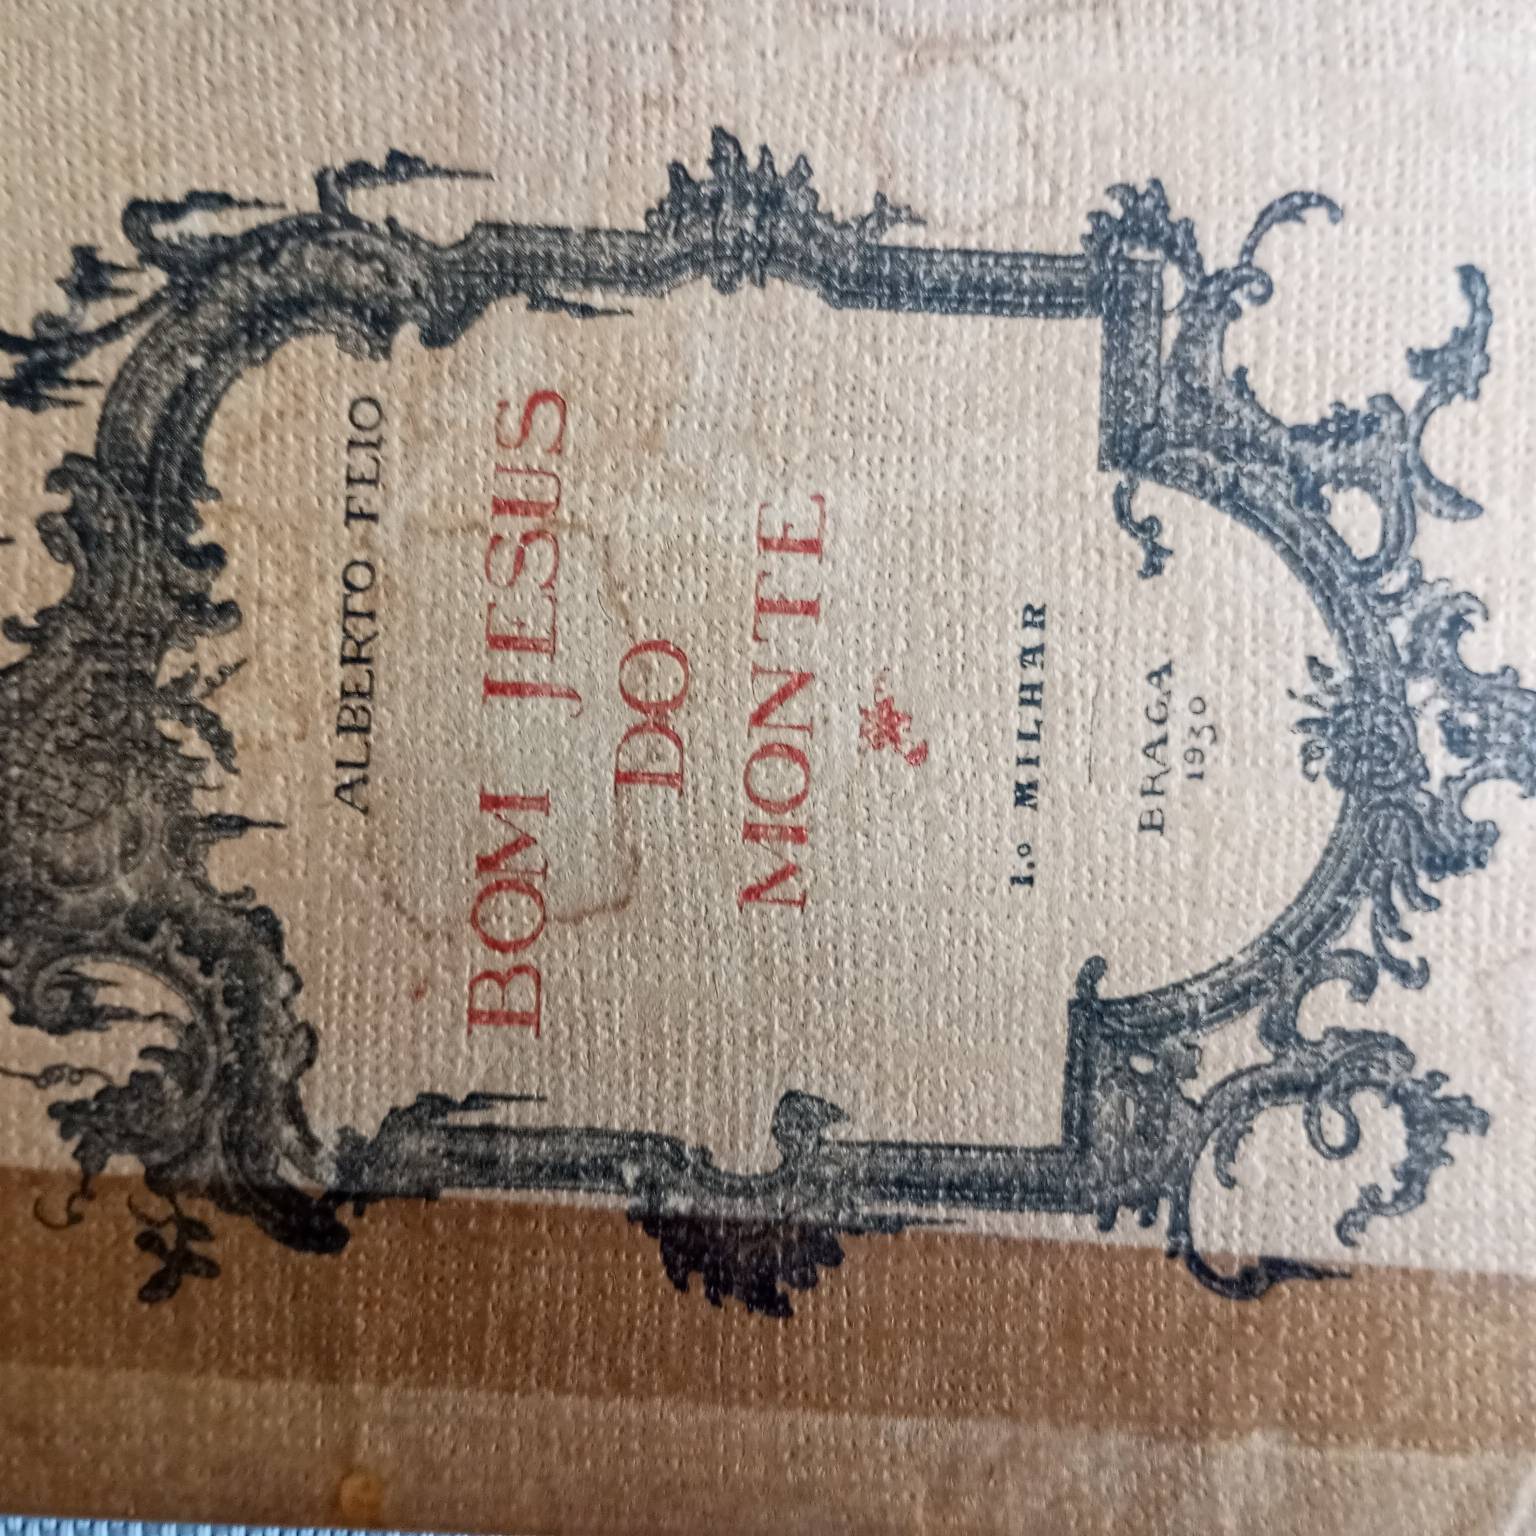 ALBERTO FEIO
BOM JESUS
DO
MONTE
1.º MILHAR
BRAGA
1930